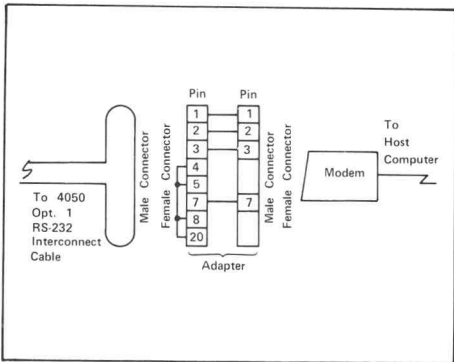 Pin Pin
1 1
2 2
3 3
4
5
7 7
8
20
Adapter
Male Connector
Female Connector
Male Connector
Female Connector
To 4050
Opt. 1
RS-232
Interconnect
Cable
Modem
To
Host
Computer